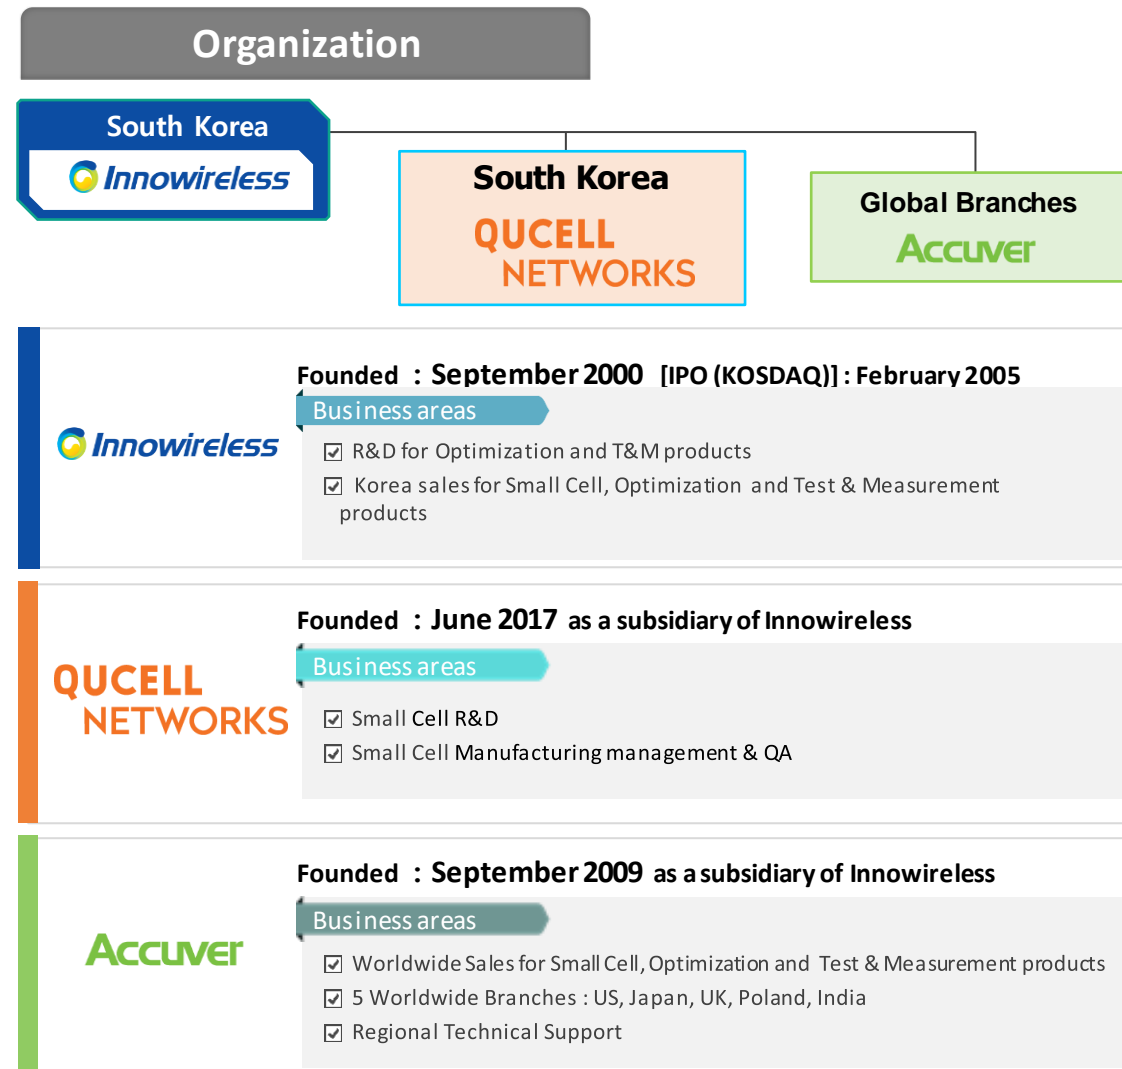 Organization
South Korea
Innowireless
South Korea
QUCELL
NETWORKS
Global Branches
Accuver
Founded : September 2000 [IPO (KOSDAQ)] : February 2005
Business areas
Innowireless
R&D for Optimization and T&M products
Korea sales for Small Cell, Optimization and Test & Measurement
products
Founded : June 2017 as a subsidiary of Innowireless
Business areas
QUCELL
NETWORKS
Small Cell R&D
Small Cell Manufacturing management & QA
Founded : September 2009 as a subsidiary of Innowireless
Business areas
Accuver
Worldwide Sales for Small Cell, Optimization and Test & Measurement products
5 Worldwide Branches : US, Japan, UK, Poland, India
Regional Technical Support